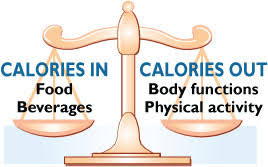 CALORIES IN
Food
Beverages
CALORIES OUT
Body functions
Physical activity